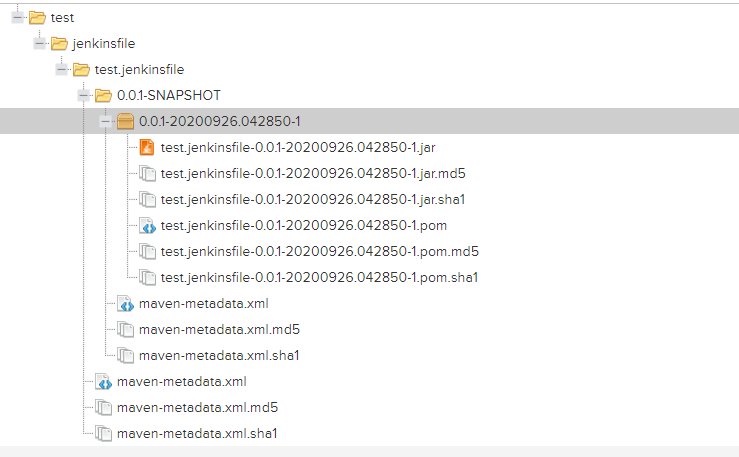 test
jenkinsfile
test.jenkinsfile
0.0.1-SNAPSHOT
0.0.1-20200926.042850-1
test.jenkinsfile-0.0.1-20200926.042850-1.jar
test.jenkinsfile-0.0.1-20200926.042850-1.jar.md5
test.jenkinsfile-0.0.1-20200926.042850-1.jar.sha1
test.jenkinsfile-0.0.1-20200926.042850-1.pom
test.jenkinsfile-0.0.1-20200926.042850-1.pom.md5
test.jenkinsfile-0.0.1-20200926.042850-1.pom.sha1
maven-metadata.xml
maven-metadata.xml.md5
maven-metadata.xml.sha1
maven-metadata.xml
maven-metadata.xml.md5
maven-metadata.xml.sha1